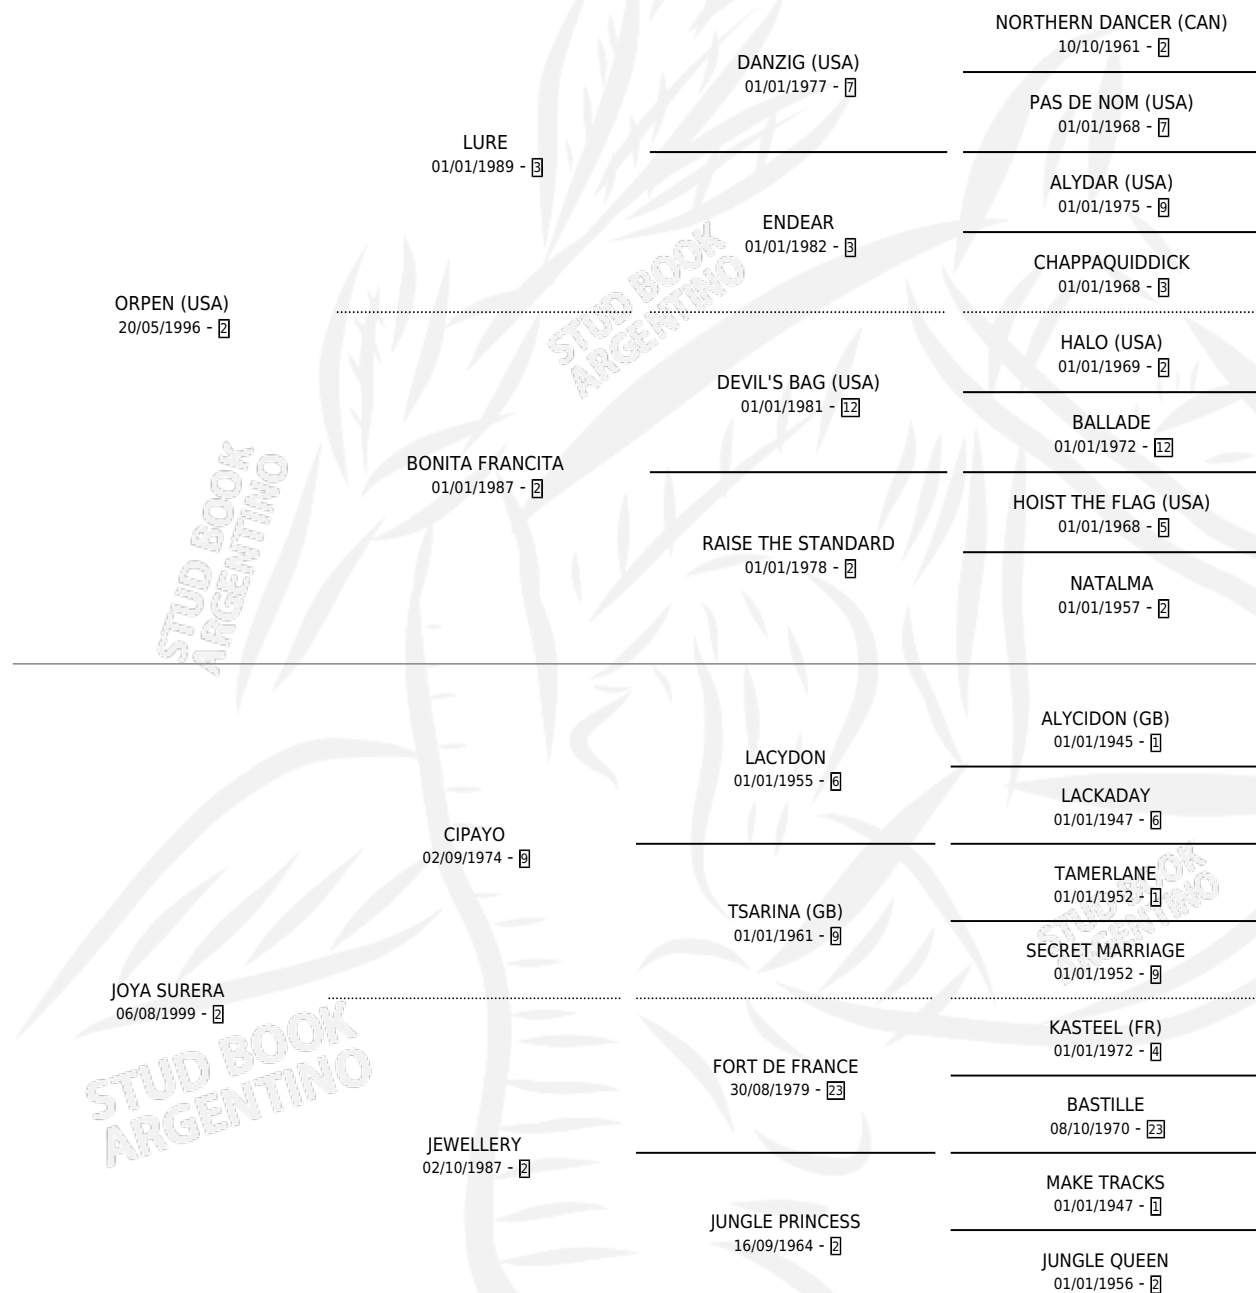 NORTHERN DANCER (CAN)
10/10/1961 - 2
DANZIG (USA)
01/01/1977 - 7
PAS DE NOM (USA)
01/01/1968 - 7
LURE
01/01/1989 - 3
ALYDAR (USA)
01/01/1975 - 9
ENDEAR
01/01/1982 - 3
CHAPPAQUIDDICK
01/01/1968 - 3
ORPEN (USA)
20/05/1996 - 2
HALO (USA)
01/01/1969 - 2
DEVIL'S BAG (USA)
01/01/1981 - 12
BALLADE
01/01/1972 - 12
BONITA FRANCITA
01/01/1987 - 2
HOIST THE FLAG (USA)
01/01/1968 - 5
RAISE THE STANDARD
01/01/1978 - 2
NATALMA
01/01/1957 - 2
STUD BOOK
ARGENTINO
STUD BOOK
ARGENTINO
ALYCIDON (GB)
01/01/1945 - 1
LACYDON
01/01/1955 - 6
LACKADAY
01/01/1947 - 6
CIPAYO
02/09/1974 - 9
TAMERLANE
01/01/1952 - 1
TSARINA (GB)
01/01/1961 - 9
SECRET MARRIAGE
01/01/1952 - 9
STUD BOOK
ARGENTINO
JOYA SURERA
06/08/1999 - 2
KASTEEL (FR)
01/01/1972 - 4
FORT DE FRANCE
30/08/1979 - 23
BASTILLE
08/10/1970 - 23
STUD BOOK
ARGENTINO
JEWELLERY
02/10/1987 - 2
MAKE TRACKS
01/01/1947 - 1
JUNGLE PRINCESS
16/09/1964 - 2
JUNGLE QUEEN
01/01/1956 - 2